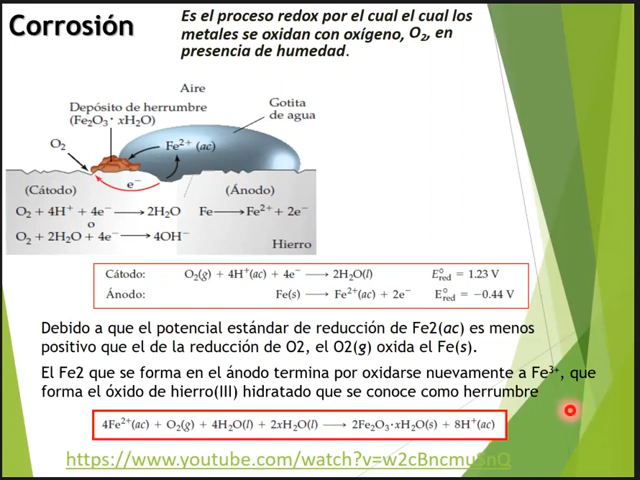 Corrosión
Es el proceso redox por el cual el cual los
metales se oxidan con oxígeno, O₂, en
presencia de humedad.
Aire
Depósito de herrumbre
(Fe₂O₃· xH₂O)
Gotita
de agua
O₂
Fe²⁺ (ac)
e⁻
(Cátodo)
(Ánodo)
O₂ + 4H⁺ + 4e⁻ ⟶ 2H₂O
Fe ⟶ Fe²⁺ + 2e⁻
o
O₂ + 2H₂O + 4e⁻ ⟶ 4OH⁻
Hierro
Cátodo: O₂(g) + 4H⁺(ac) + 4e⁻ ⟶ 2H₂O(l) E°red = 1.23 V
Ánodo: Fe(s) ⟶ Fe²⁺(ac) + 2e⁻ E°red = −0.44 V
Debido a que el potencial estándar de reducción de Fe2(ac) es menos
positivo que el de la reducción de O2, el O2(g) oxida el Fe(s).
El Fe2 que se forma en el ánodo termina por oxidarse nuevamente a Fe³⁺, que
forma el óxido de hierro(III) hidratado que se conoce como herrumbre
4Fe²⁺(ac) + O₂(g) + 4H₂O(l) + 2xH₂O(l) ⟶ 2Fe₂O₃·xH₂O(s) + 8H⁺(ac)
https://www.youtube.com/watch?v=w2cBncmu5nQ